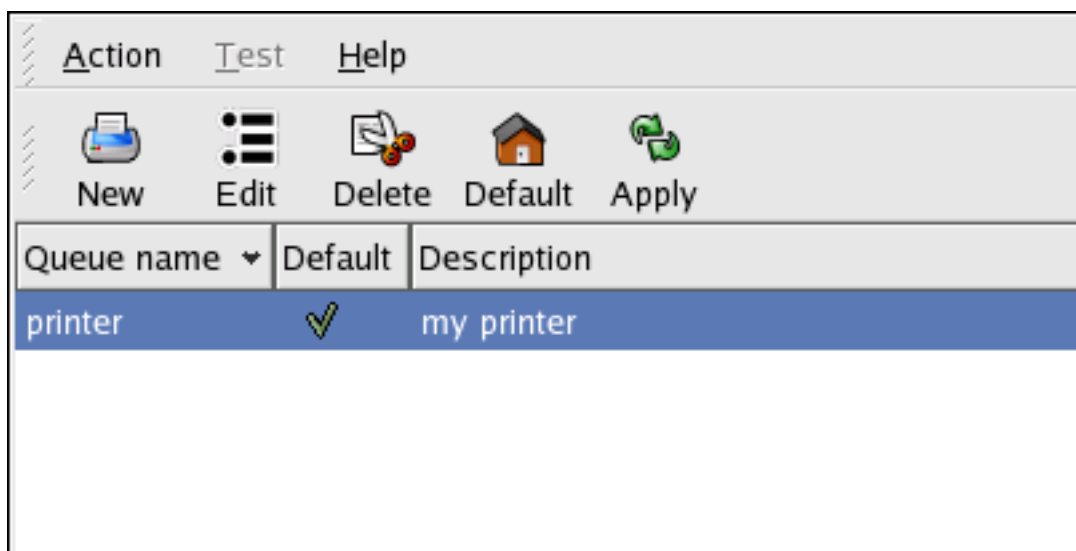 Action Test Help
New Edit Delete Default Apply
Queue name Default Description
printer my printer